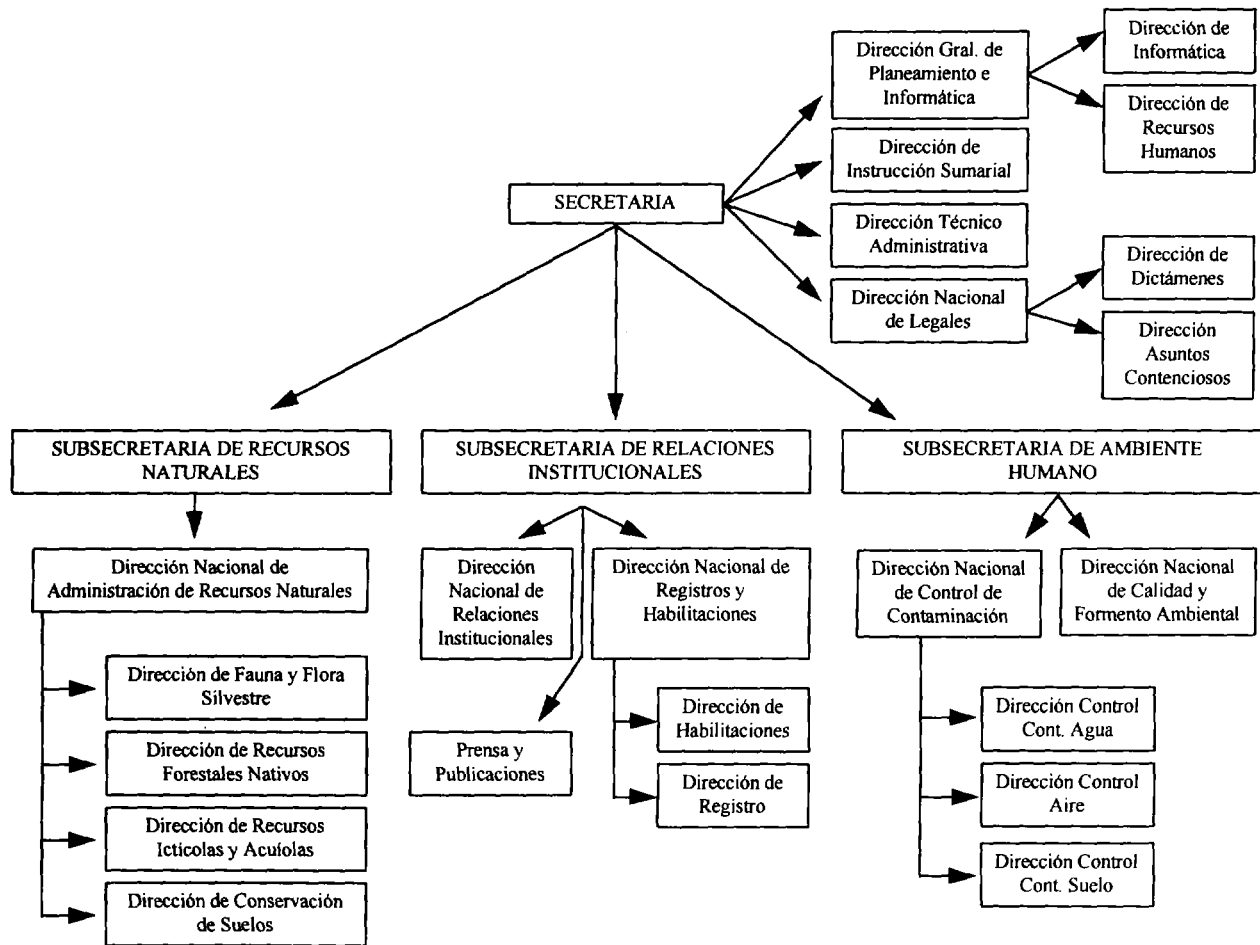 Dirección Gral. de
Planeamiento e
Informática
Dirección de
Informática
Dirección de
Recursos
Humanos
Dirección de
Instrucción Sumarial
SECRETARIA
Dirección Técnico
Administrativa
Dirección Nacional
de Legales
Dirección de
Dictámenes
Dirección
Asuntos
Contenciosos
SUBSECRETARIA DE RECURSOS
NATURALES
SUBSECRETARIA DE RELACIONES
INSTITUCIONALES
SUBSECRETARIA DE AMBIENTE
HUMANO
Dirección Nacional de
Administración de Recursos Naturales
Dirección
Nacional de
Relaciones
Institucionales
Dirección Nacional de
Registros y
Habilitaciones
Dirección Nacional
de Control de
Contaminación
Dirección Nacional
de Calidad y
Formento Ambiental
Dirección de Fauna y Flora
Silvestre
Dirección de Recursos
Forestales Nativos
Dirección de Recursos
Ictícolas y Acuíolas
Dirección de Conservación
de Suelos
Prensa y
Publicaciones
Dirección de
Habilitaciones
Dirección de
Registro
Dirección Control
Cont. Agua
Dirección Control
Aire
Dirección Control
Cont. Suelo